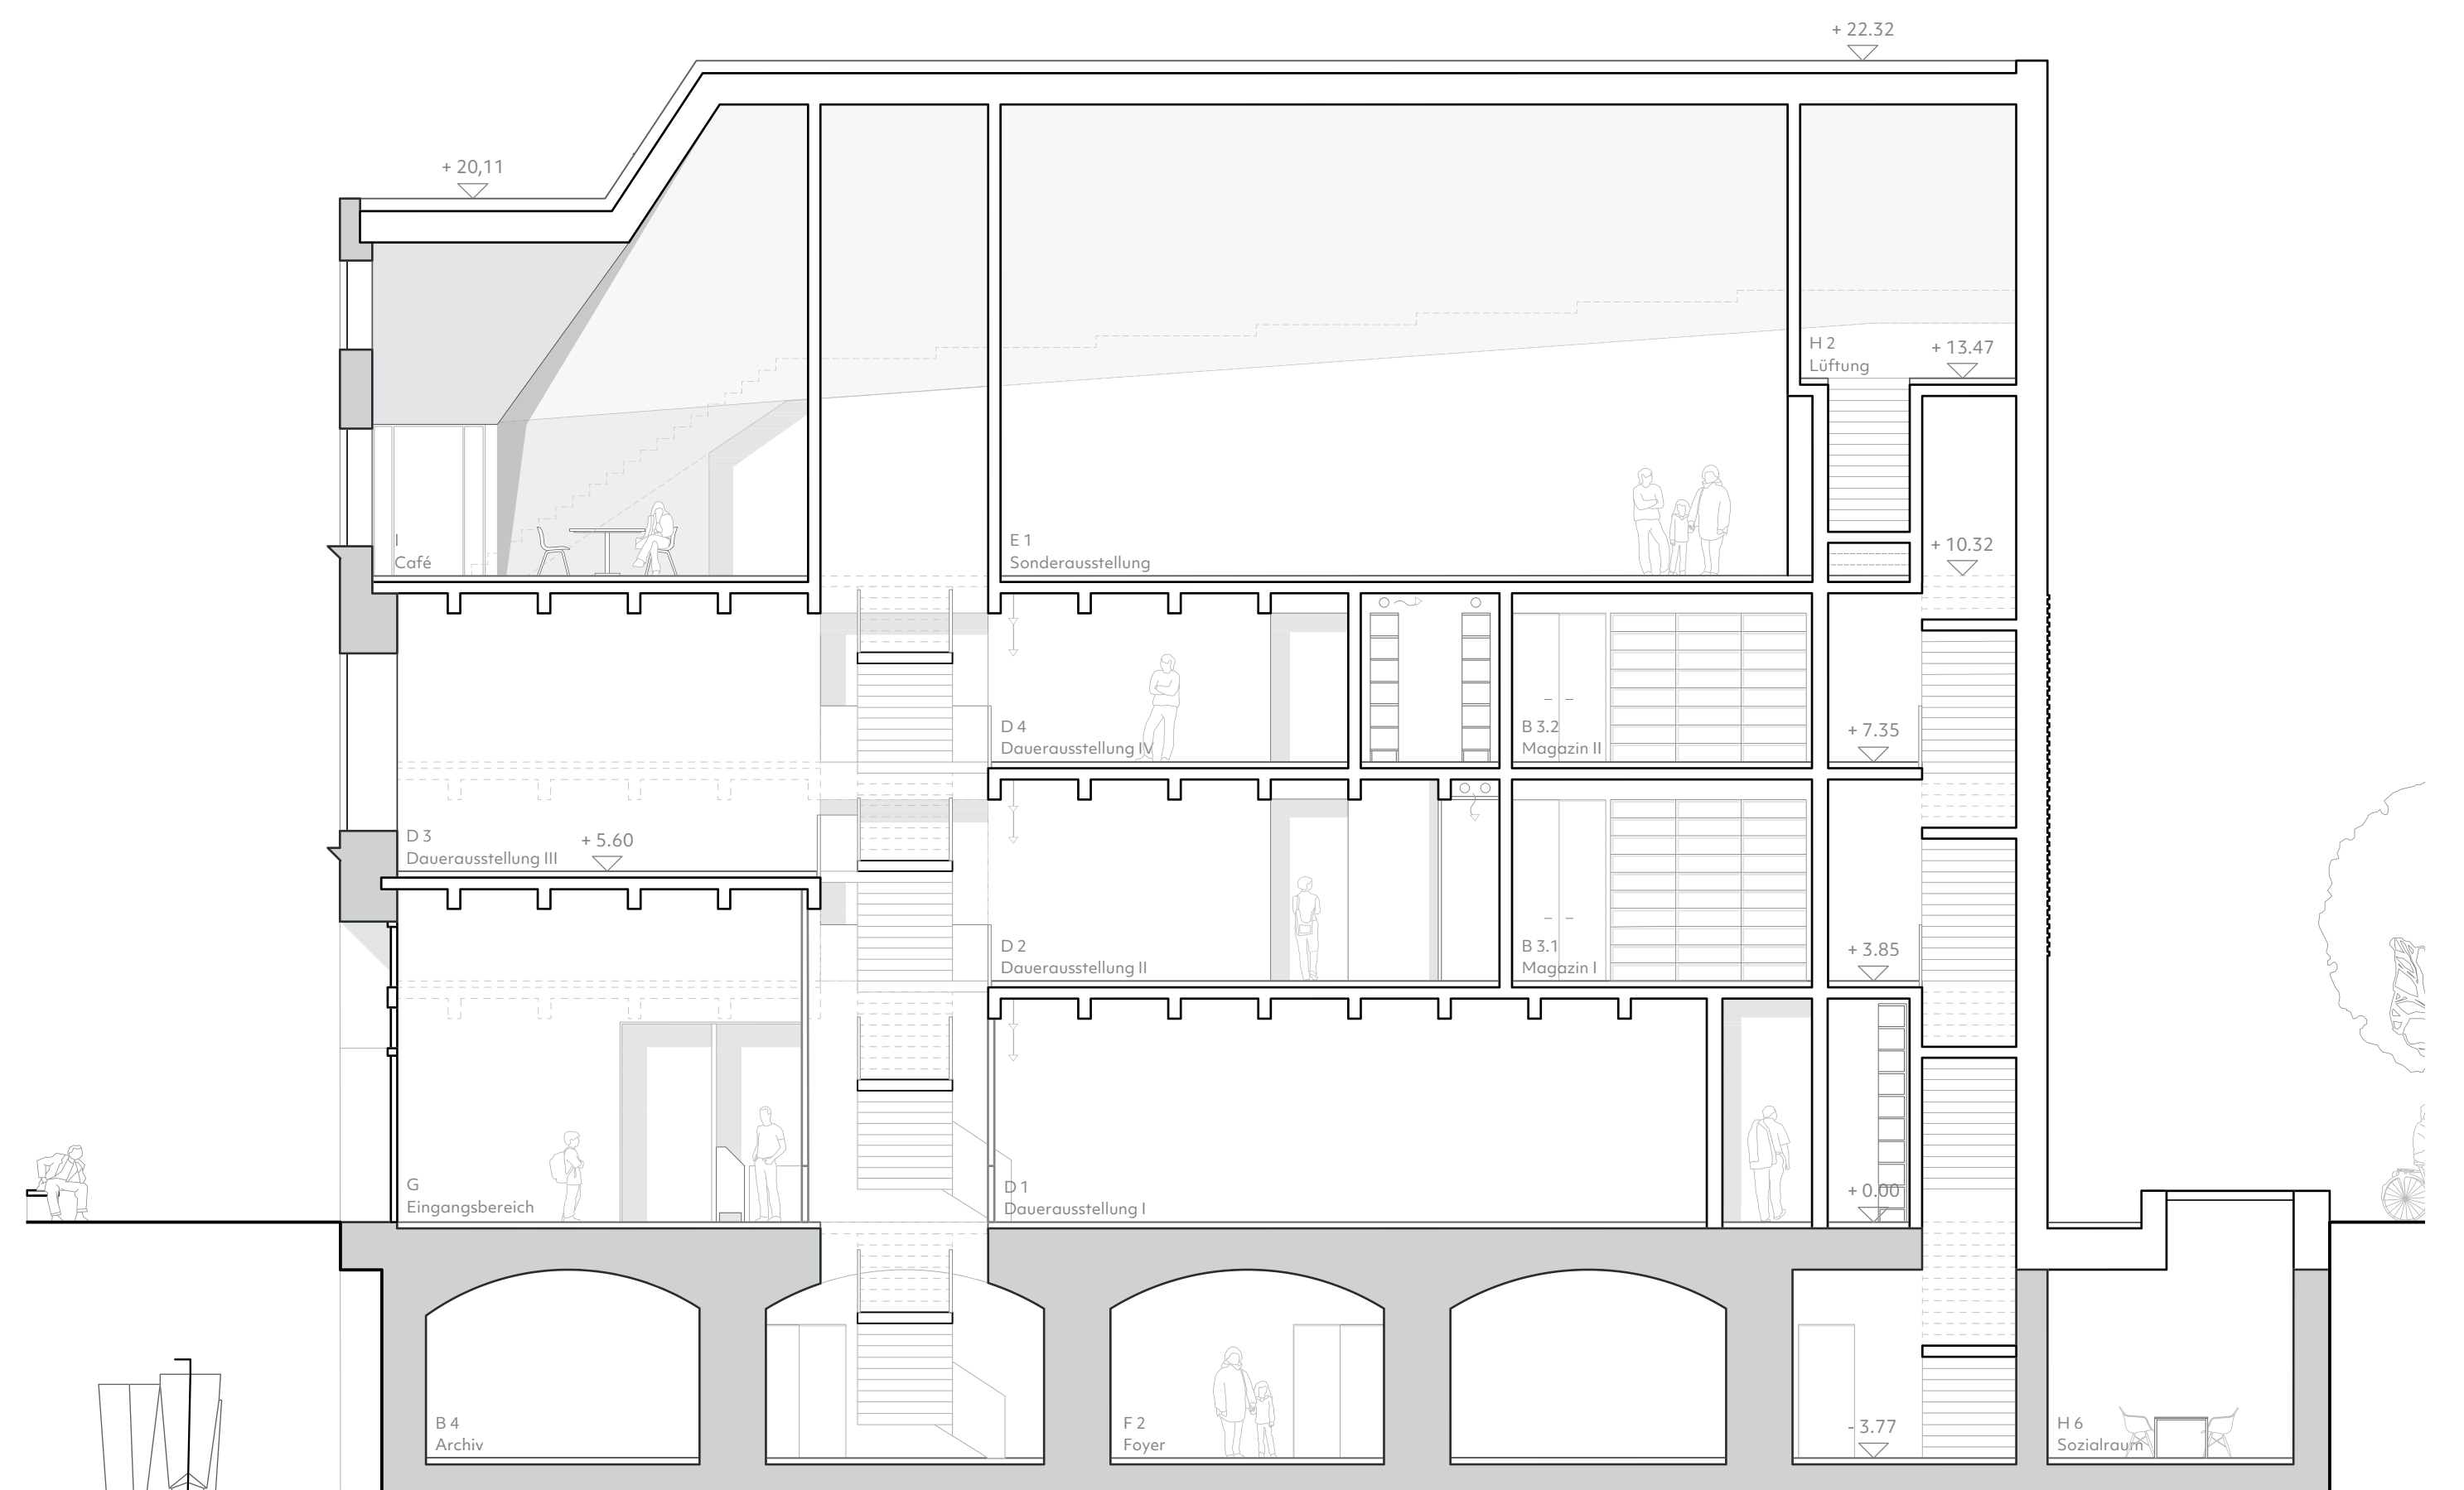 + 22.32
+ 20,11
H 2
Lüftung
+ 13.47
I
Café
E 1
Sonderausstellung
+ 10.32
D 4
Dauerausstellung IV
B 3.2
Magazin II
+ 7.35
D 3
Dauerausstellung III
+ 5.60
D 2
Dauerausstellung II
B 3.1
Magazin I
+ 3.85
G
Eingangsbereich
D 1
Dauerausstellung I
+ 0.00
B 4
Archiv
F 2
Foyer
- 3.77
H 6
Sozialraum